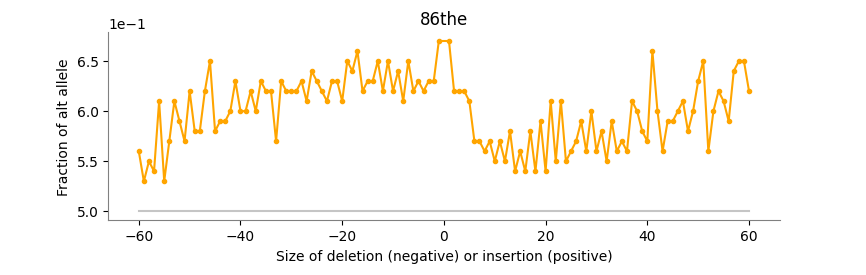 86the
1e−1
Fraction of alt allele
6.5
6.0
5.5
5.0
−60 −40 −20 0 20 40 60
Size of deletion (negative) or insertion (positive)